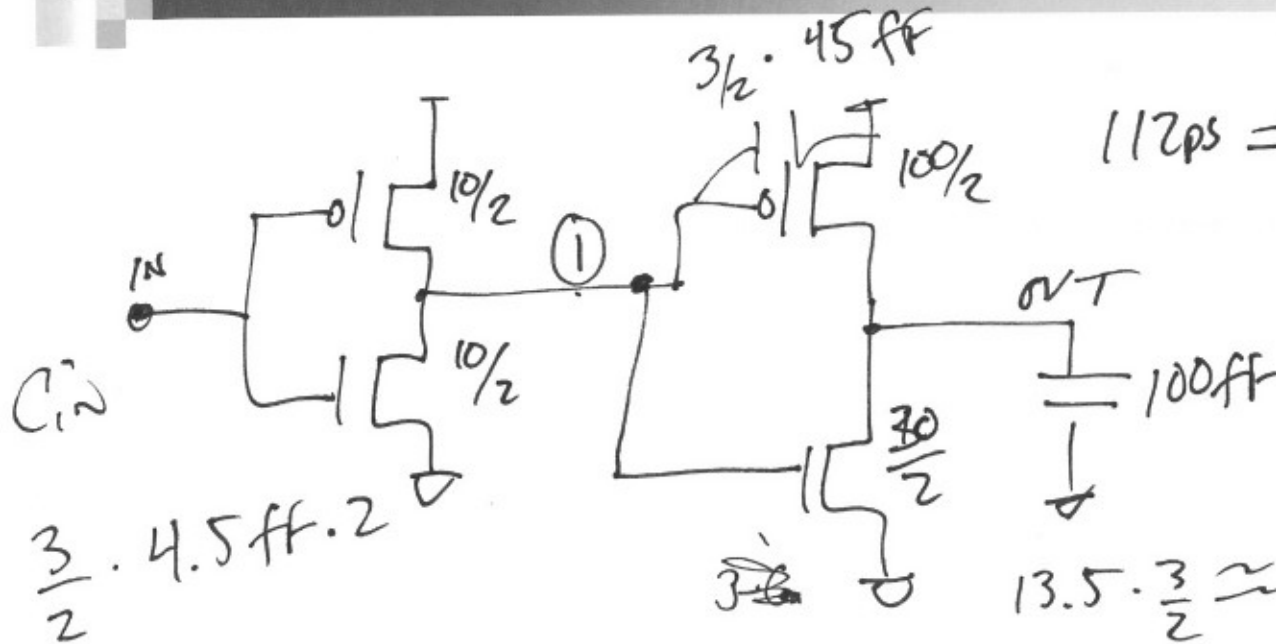 3/2 · 45 fF
112ps =
10/2
100/2
1
IN
OUT
10/2
Cin
100fF
30/2
3/2 · 4.5 fF · 2
13.5 · 3/2 ≈